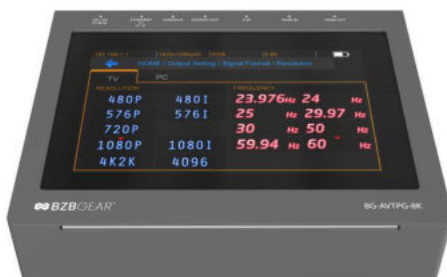 HOME / Output Setting / Signal Format / Resolution
TV PC
RESOLUTION FREQUENCY
480P 480I 23.976Hz 24 Hz
576P 576I 25 Hz 29.97 Hz
720P 30 Hz 50 Hz
1080P 1080I 59.94 Hz 60 Hz
4K2K 4096
BZBGEAR BG-AVTPG-8K